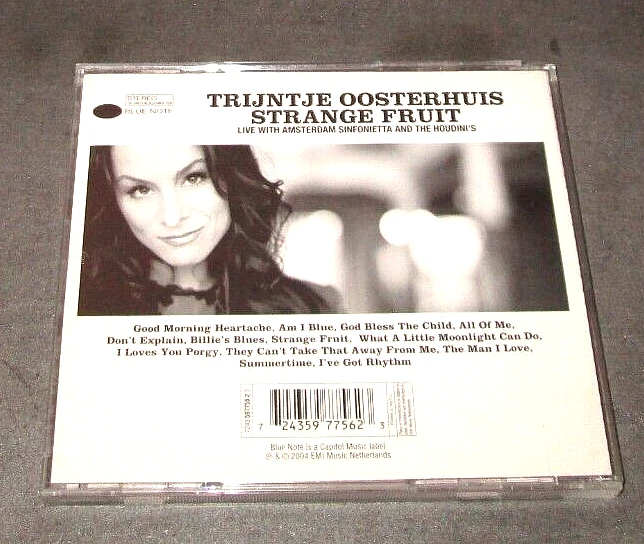 STEREO
BLUE NOTE
TRIJNTJE OOSTERHUIS
STRANGE FRUIT
LIVE WITH AMSTERDAM SINFONIETTA AND THE HOUDINI'S
Good Morning Heartache, Am I Blue, God Bless The Child, All Of Me,
Don't Explain, Billie's Blues, Strange Fruit, What A Little Moonlight Can Do,
I Loves You Porgy, They Can't Take That Away From Me, The Man I Love,
Summertime, I've Got Rhythm
7 24359 77562 3
Blue Note is a Capitol Music label
℗ & © 2004 EMI Music Netherlands.